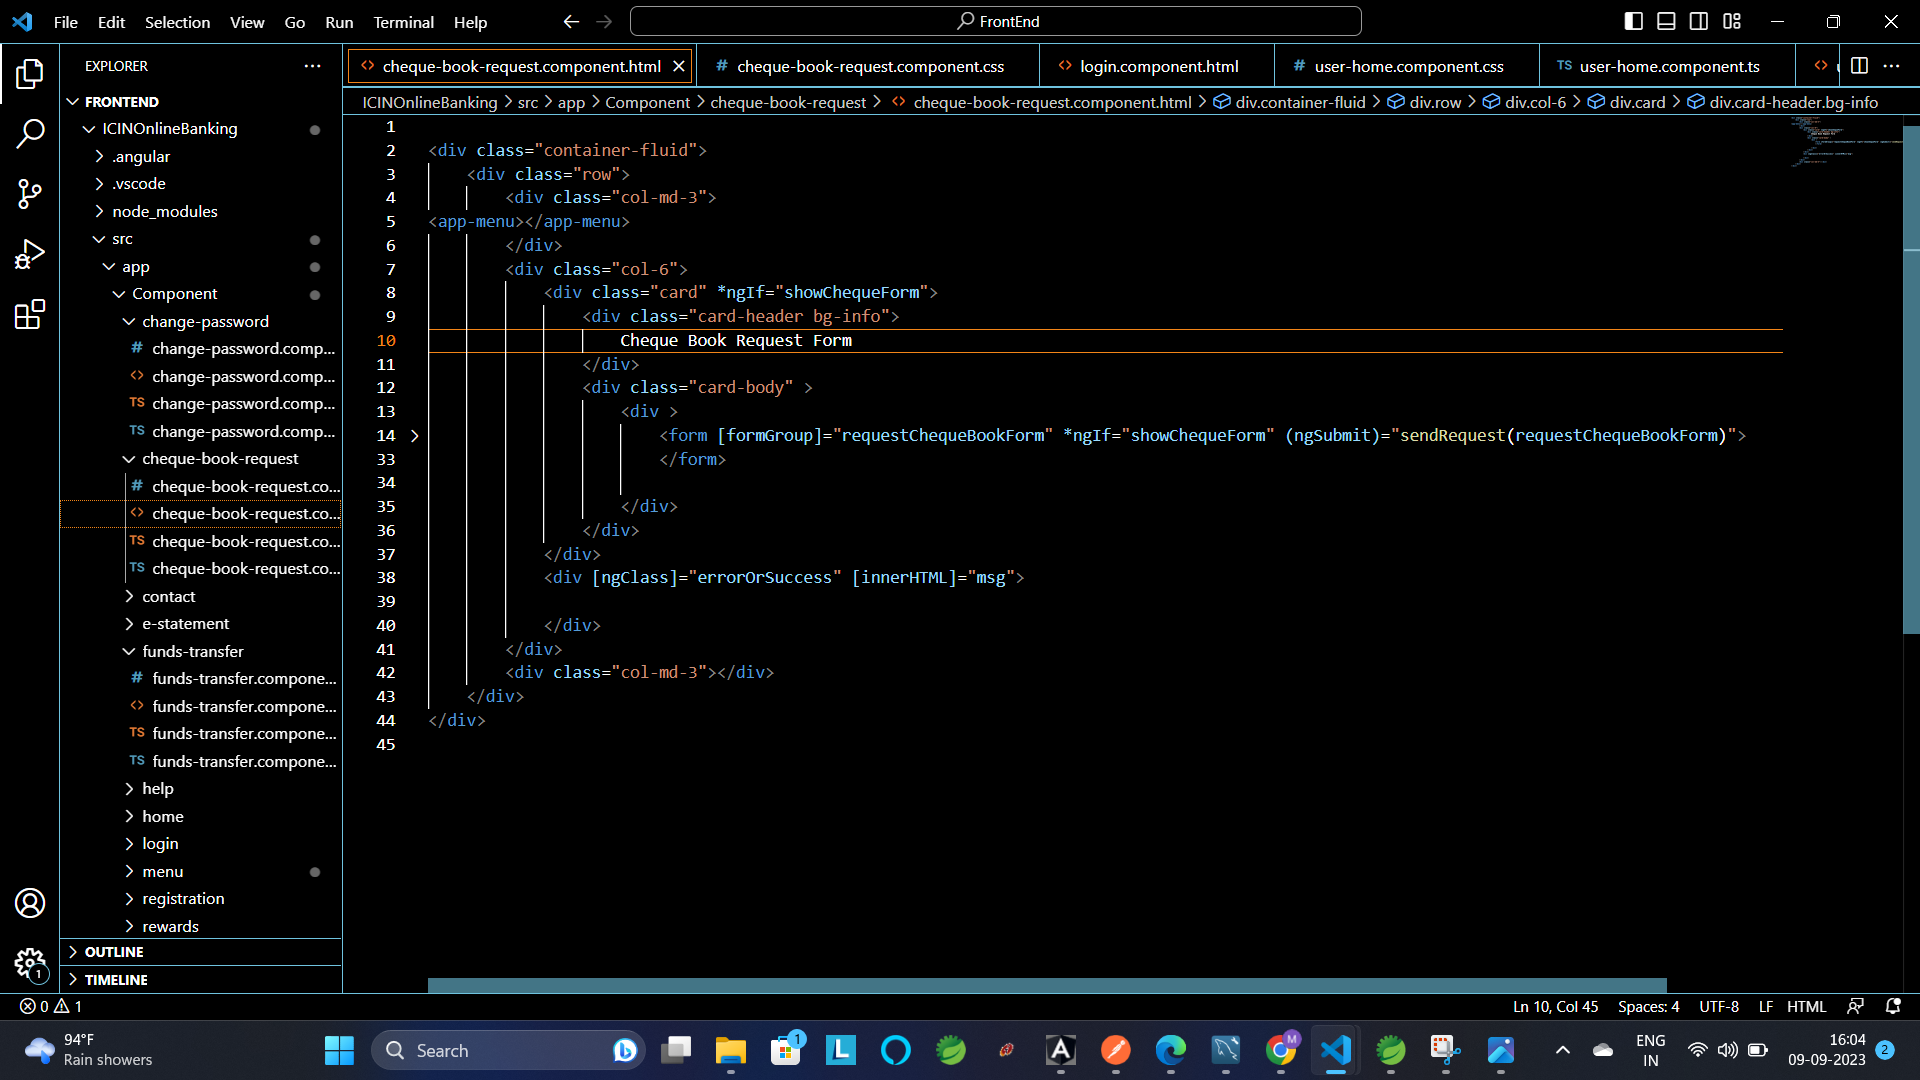 File Edit Selection View Go Run Terminal Help
FrontEnd
EXPLORER
FRONTEND
ICINOnlineBanking
.angular
.vscode
node_modules
src
app
Component
change-password
# change-password.comp...
<> change-password.comp...
TS change-password.comp...
TS change-password.comp...
cheque-book-request
# cheque-book-request.co...
<> cheque-book-request.co...
TS cheque-book-request.co...
TS cheque-book-request.co...
contact
e-statement
funds-transfer
# funds-transfer.compone...
<> funds-transfer.compone...
TS funds-transfer.compone...
TS funds-transfer.compone...
help
home
login
menu
registration
rewards
OUTLINE
TIMELINE
1
<> cheque-book-request.component.html # cheque-book-request.component.css <> login.component.html # user-home.component.css TS user-home.component.ts <>
ICINOnlineBanking > src > app > Component > cheque-book-request > <> cheque-book-request.component.html > div.container-fluid > div.row > div.col-6 > div.card > div.card-header.bg-info
1
2 <div class="container-fluid">
3 <div class="row">
4 <div class="col-md-3">
5 <app-menu></app-menu>
6 </div>
7 <div class="col-6">
8 <div class="card" *ngIf="showChequeForm">
9 <div class="card-header bg-info">
10 Cheque Book Request Form
11 </div>
12 <div class="card-body" >
13 <div >
14 <form [formGroup]="requestChequeBookForm" *ngIf="showChequeForm" (ngSubmit)="sendRequest(requestChequeBookForm)">
33 </form>
34
35 </div>
36 </div>
37 </div>
38 <div [ngClass]="errorOrSuccess" [innerHTML]="msg">
39
40 </div>
41 </div>
42 <div class="col-md-3"></div>
43 </div>
44 </div>
45
0 1 Ln 10, Col 45 Spaces: 4 UTF-8 LF HTML
94°F
Rain showers
Search
1
L
A
M
ENG
IN
16:04
09-09-2023
2